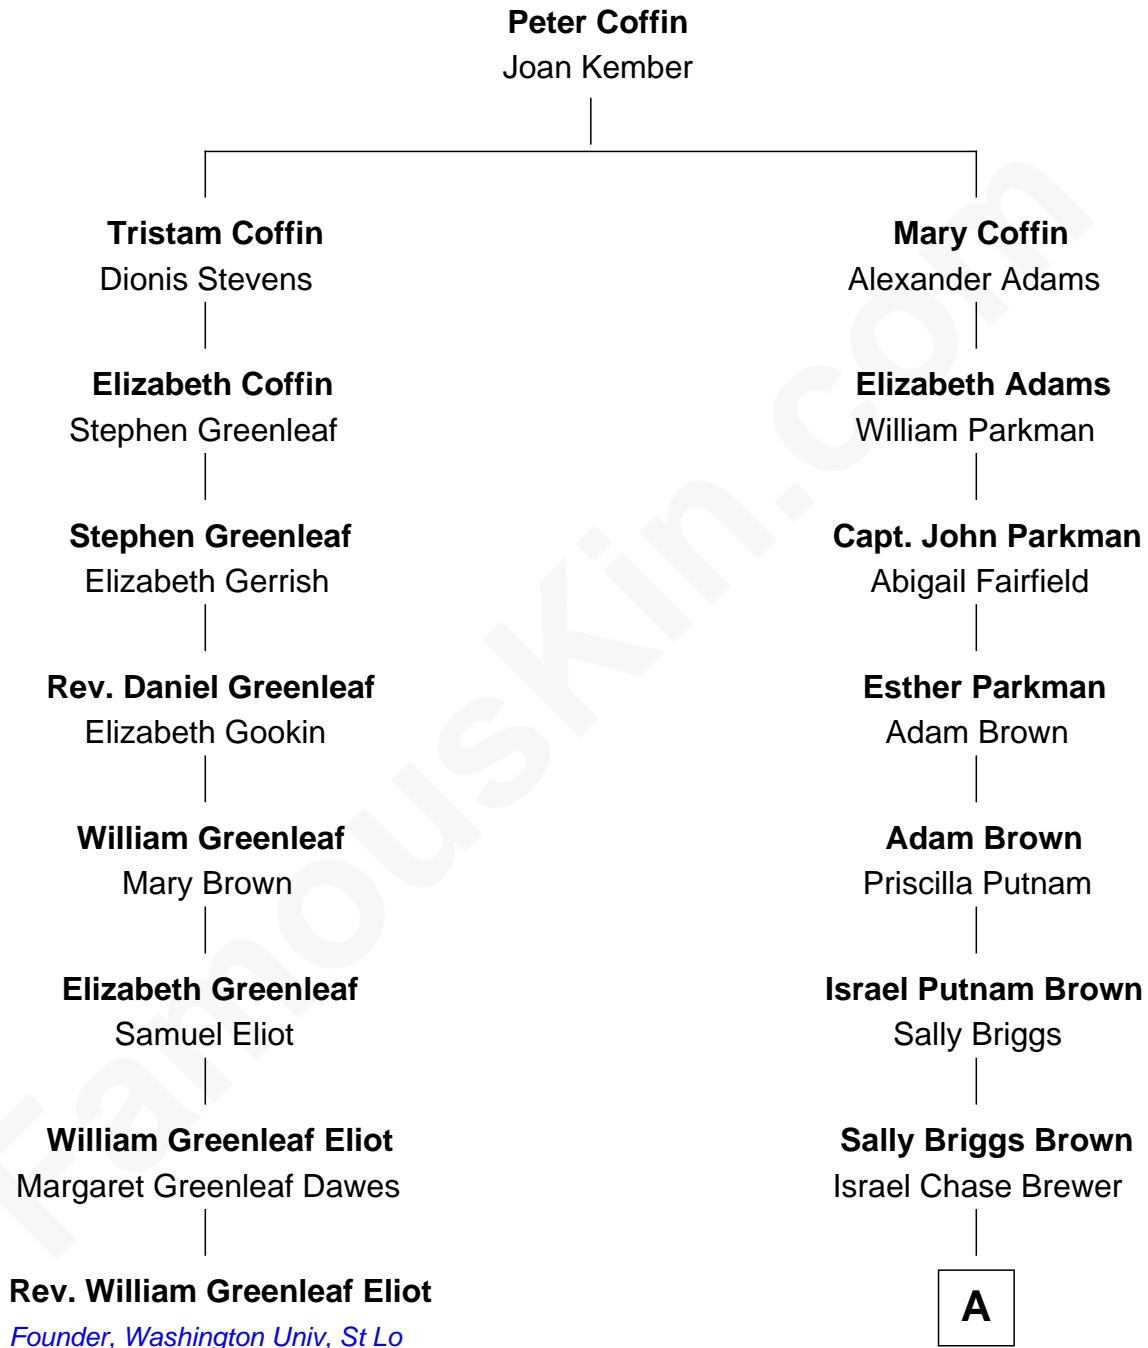 Peter Coffin
Joan Kember
Tristam Coffin
Dionis Stevens
Mary Coffin
Alexander Adams
Elizabeth Coffin
Stephen Greenleaf
Elizabeth Adams
William Parkman
Stephen Greenleaf
Elizabeth Gerrish
Capt. John Parkman
Abigail Fairfield
Rev. Daniel Greenleaf
Elizabeth Gookin
Esther Parkman
Adam Brown
William Greenleaf
Mary Brown
Adam Brown
Priscilla Putnam
Elizabeth Greenleaf
Samuel Eliot
Israel Putnam Brown
Sally Briggs
William Greenleaf Eliot
Margaret Greenleaf Dawes
Sally Briggs Brown
Israel Chase Brewer
Rev. William Greenleaf Eliot
Founder, Washington Univ, St Lo
A
FamousKin.com